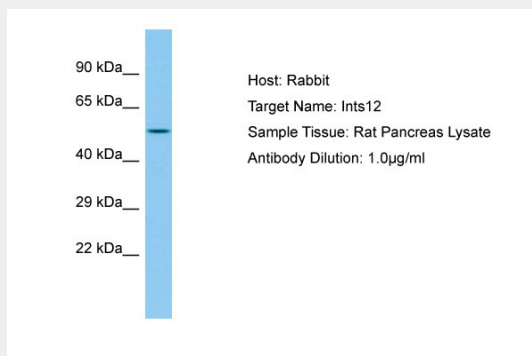 90 kDa__
65 kDa__
40 kDa__
29 kDa__
22 kDa__
Host: Rabbit
Target Name: Ints12
Sample Tissue: Rat Pancreas Lysate
Antibody Dilution: 1.0µg/ml